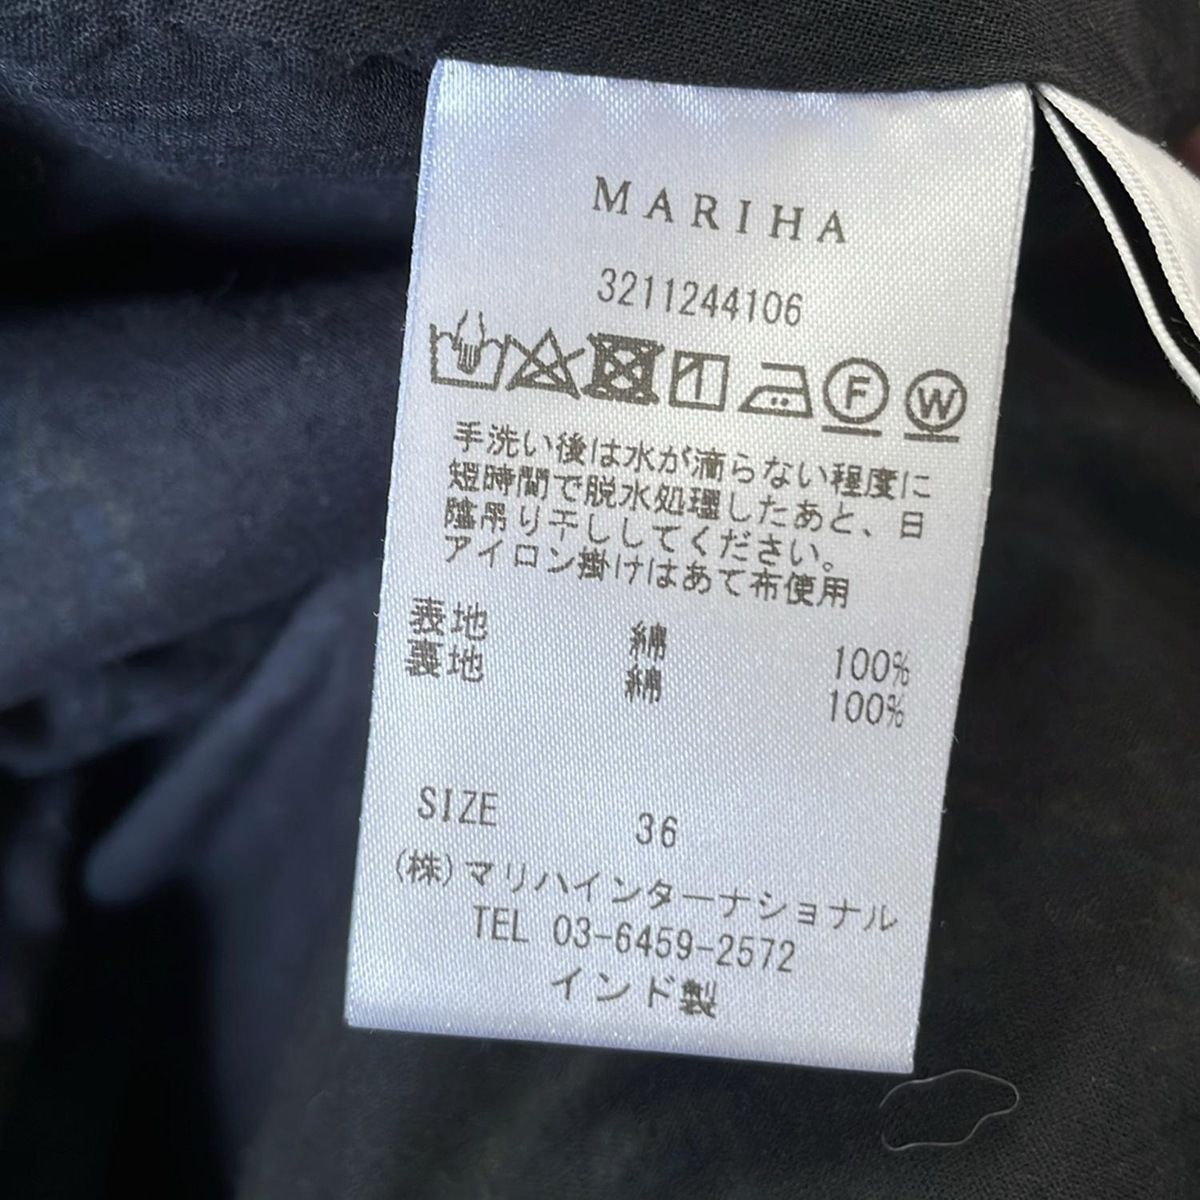 MARIHA
3211244106
F W
手洗い後は水が滴らない程度に
短時間で脱水処理したあと、日
陰吊り干ししてください。
アイロン掛けはあて布使用
表地 綿 100%
裏地 綿 100%
SIZE 36
(株)マリハインターナショナル
TEL 03-6459-2572
インド製